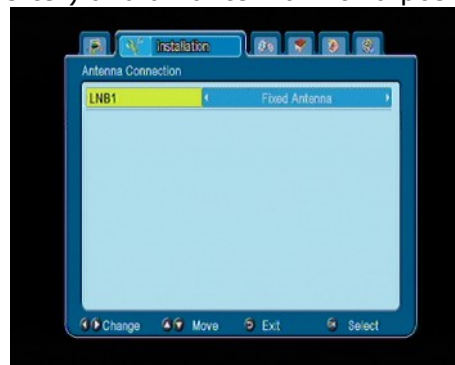 Installation
Antenna Connection
LNB1 Fixed Antenna
Change Move Exit Select